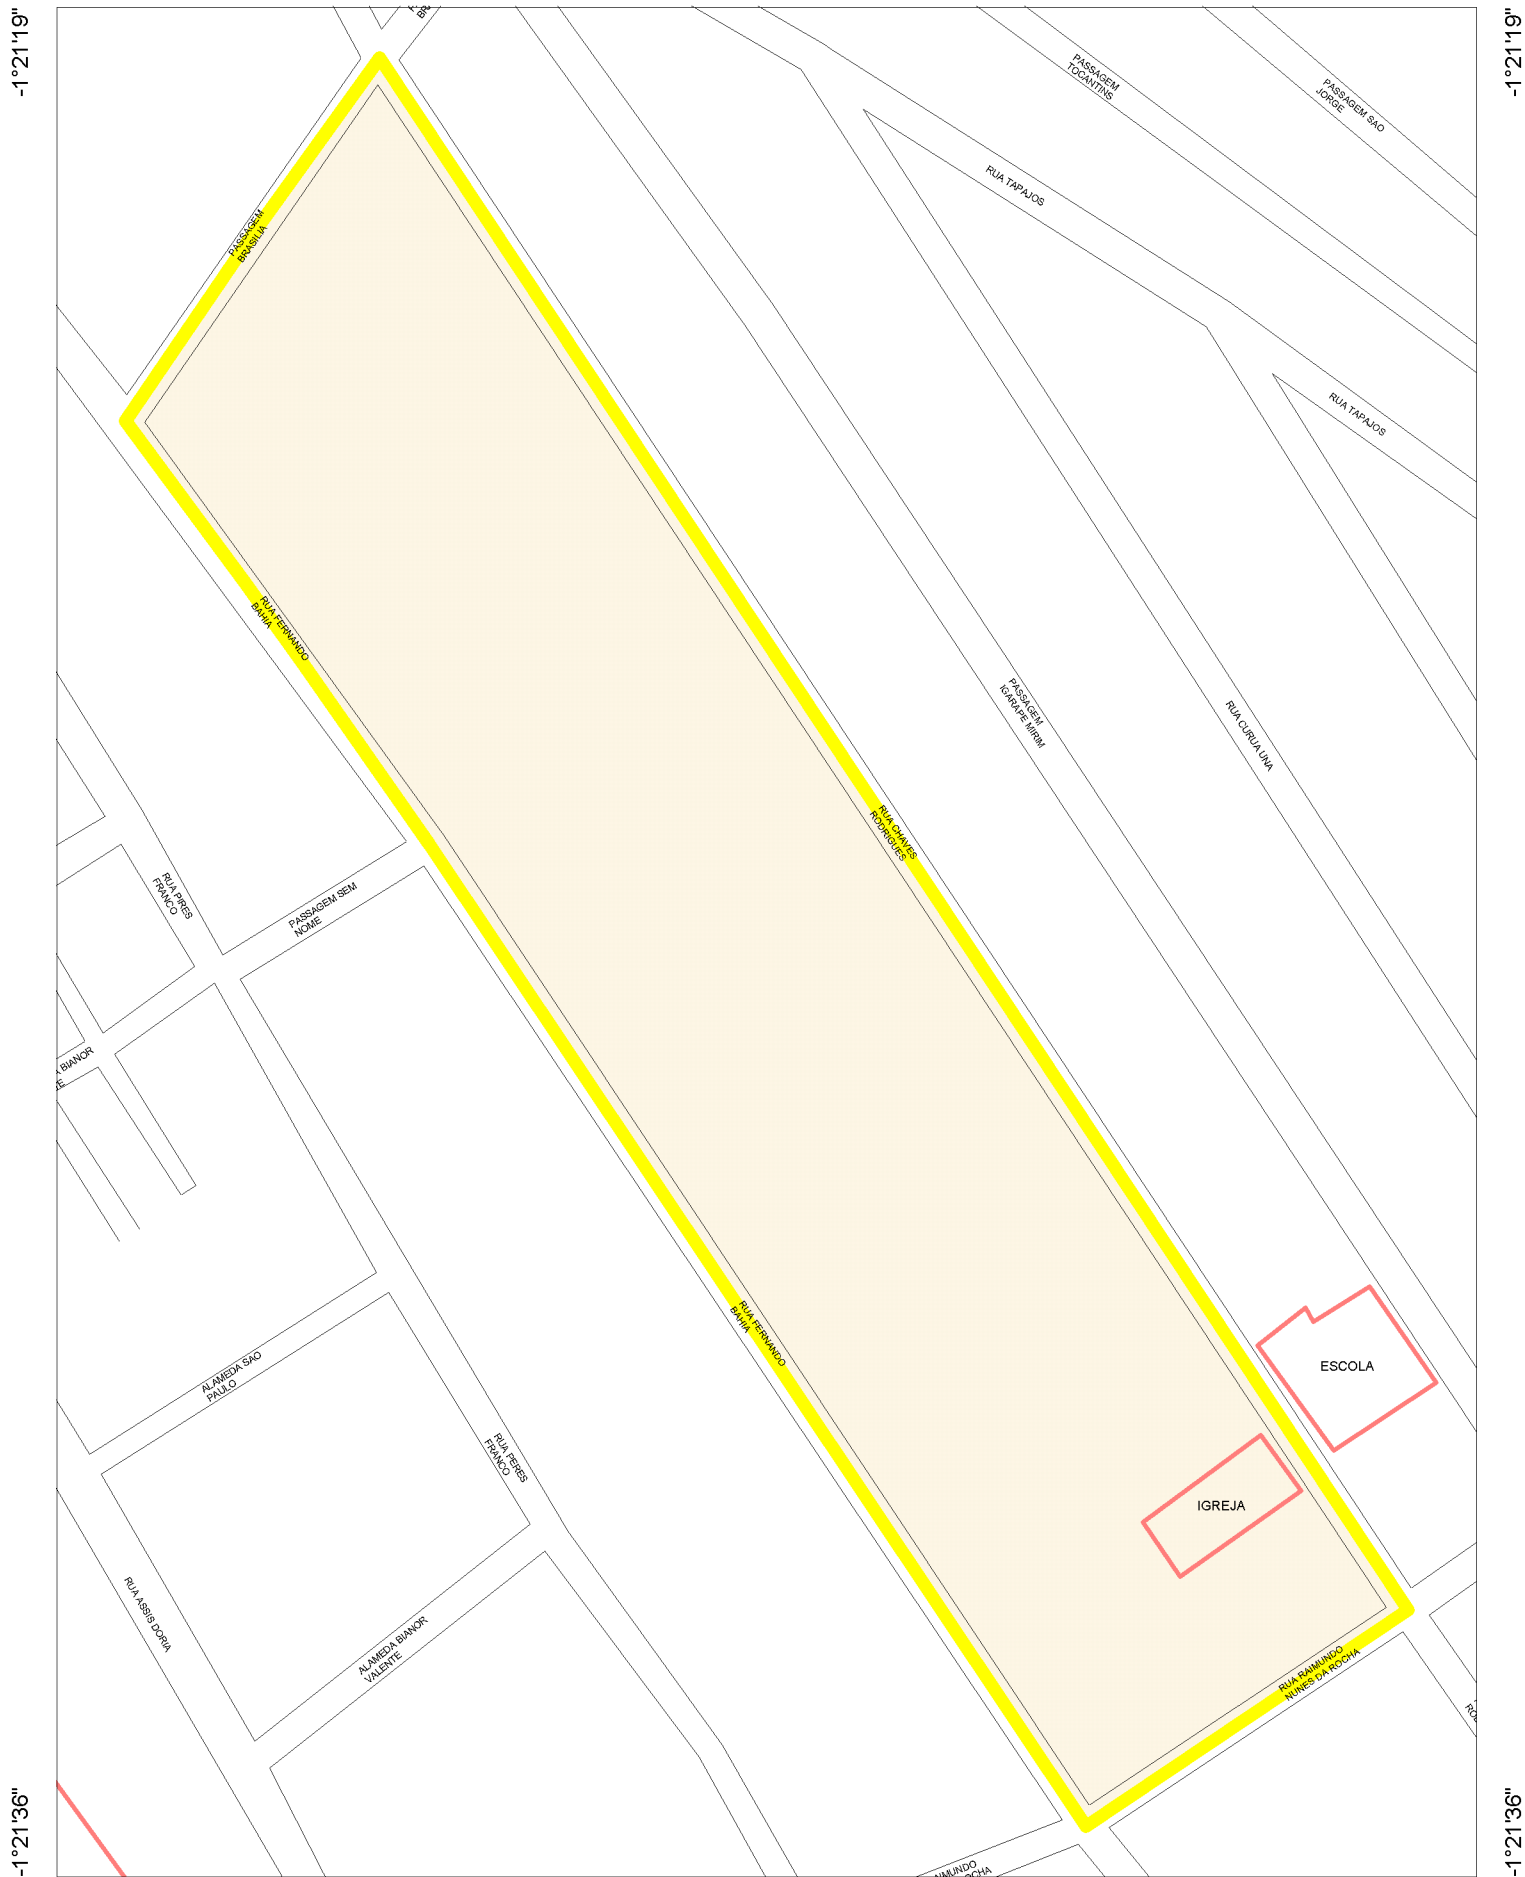 -1°21'19"
-1°21'19"
PASSAGEM
TOCANTINS
PASSAGEM SAO
JORGE
RUA TAPAJOS
PASSAGEM
BRASILIA
RUA TAPAJOS
RUA FERNANDO
BAHIA
PASSAGEM
IGARAPE MIRIM
RUA CURUA UNA
RUA CHAVES
RODRIGUES
RUA PIRES
FRANCO
PASSAGEM SEM
NOME
BIANOR
RUA FERNANDO
BAHIA
ALAMEDA SAO
PAULO
ESCOLA
RUA PERES
FRANCO
IGREJA
RUA ASSIS DORIA
ALAMEDA BIANOR
VALENTE
RUA RAIMUNDO
NUNES DA ROCHA
-1°21'36"
-1°21'36"